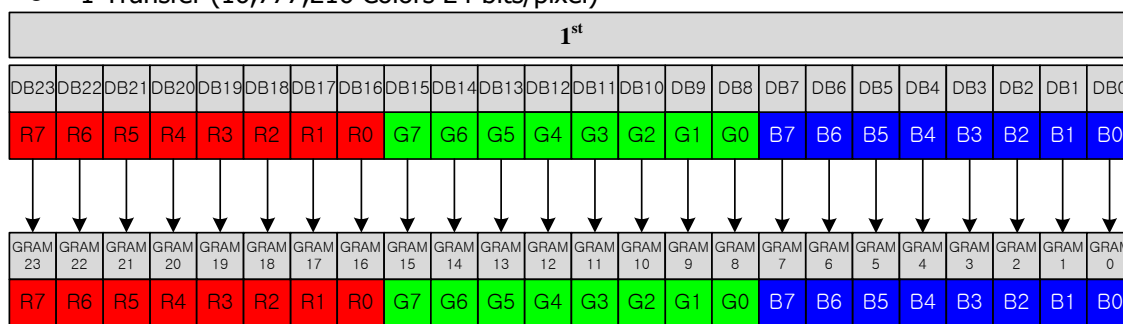 1 Transfer (16,777,216 Colors 24-bits/pixel)
1st
DB23 DB22 DB21 DB20 DB19 DB18 DB17 DB16 DB15 DB14 DB13 DB12 DB11 DB10 DB9 DB8 DB7 DB6 DB5 DB4 DB3 DB2 DB1 DB0
R7 R6 R5 R4 R3 R2 R1 R0 G7 G6 G5 G4 G3 G2 G1 G0 B7 B6 B5 B4 B3 B2 B1 B0
GRAM GRAM GRAM GRAM GRAM GRAM GRAM GRAM GRAM GRAM GRAM GRAM GRAM GRAM GRAM GRAM GRAM GRAM GRAM GRAM GRAM GRAM GRAM GRAM
23 22 21 20 19 18 17 16 15 14 13 12 11 10 9 8 7 6 5 4 3 2 1 0
R7 R6 R5 R4 R3 R2 R1 R0 G7 G6 G5 G4 G3 G2 G1 G0 B7 B6 B5 B4 B3 B2 B1 B0